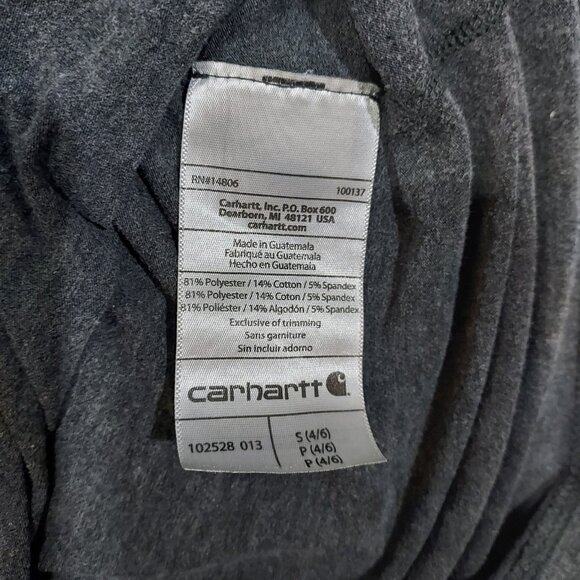 RN#14806 100137
Carhartt, Inc. P.O. Box 600
Dearborn, MI 48121 USA
carhartt.com
Made in Guatemala
Fabriqué au Guatemala
Hecho en Guatemala
81% Polyester / 14% Cotton / 5% Spandex
81% Polyester / 14% Coton / 5% Spandex
81% Poliéster / 14% Algodón / 5% Spandex
Exclusive of trimming
Sans garniture
Sin incluir adorno
carhartt
102528 013
S (4/6)
P (4/6)
P (4/6)